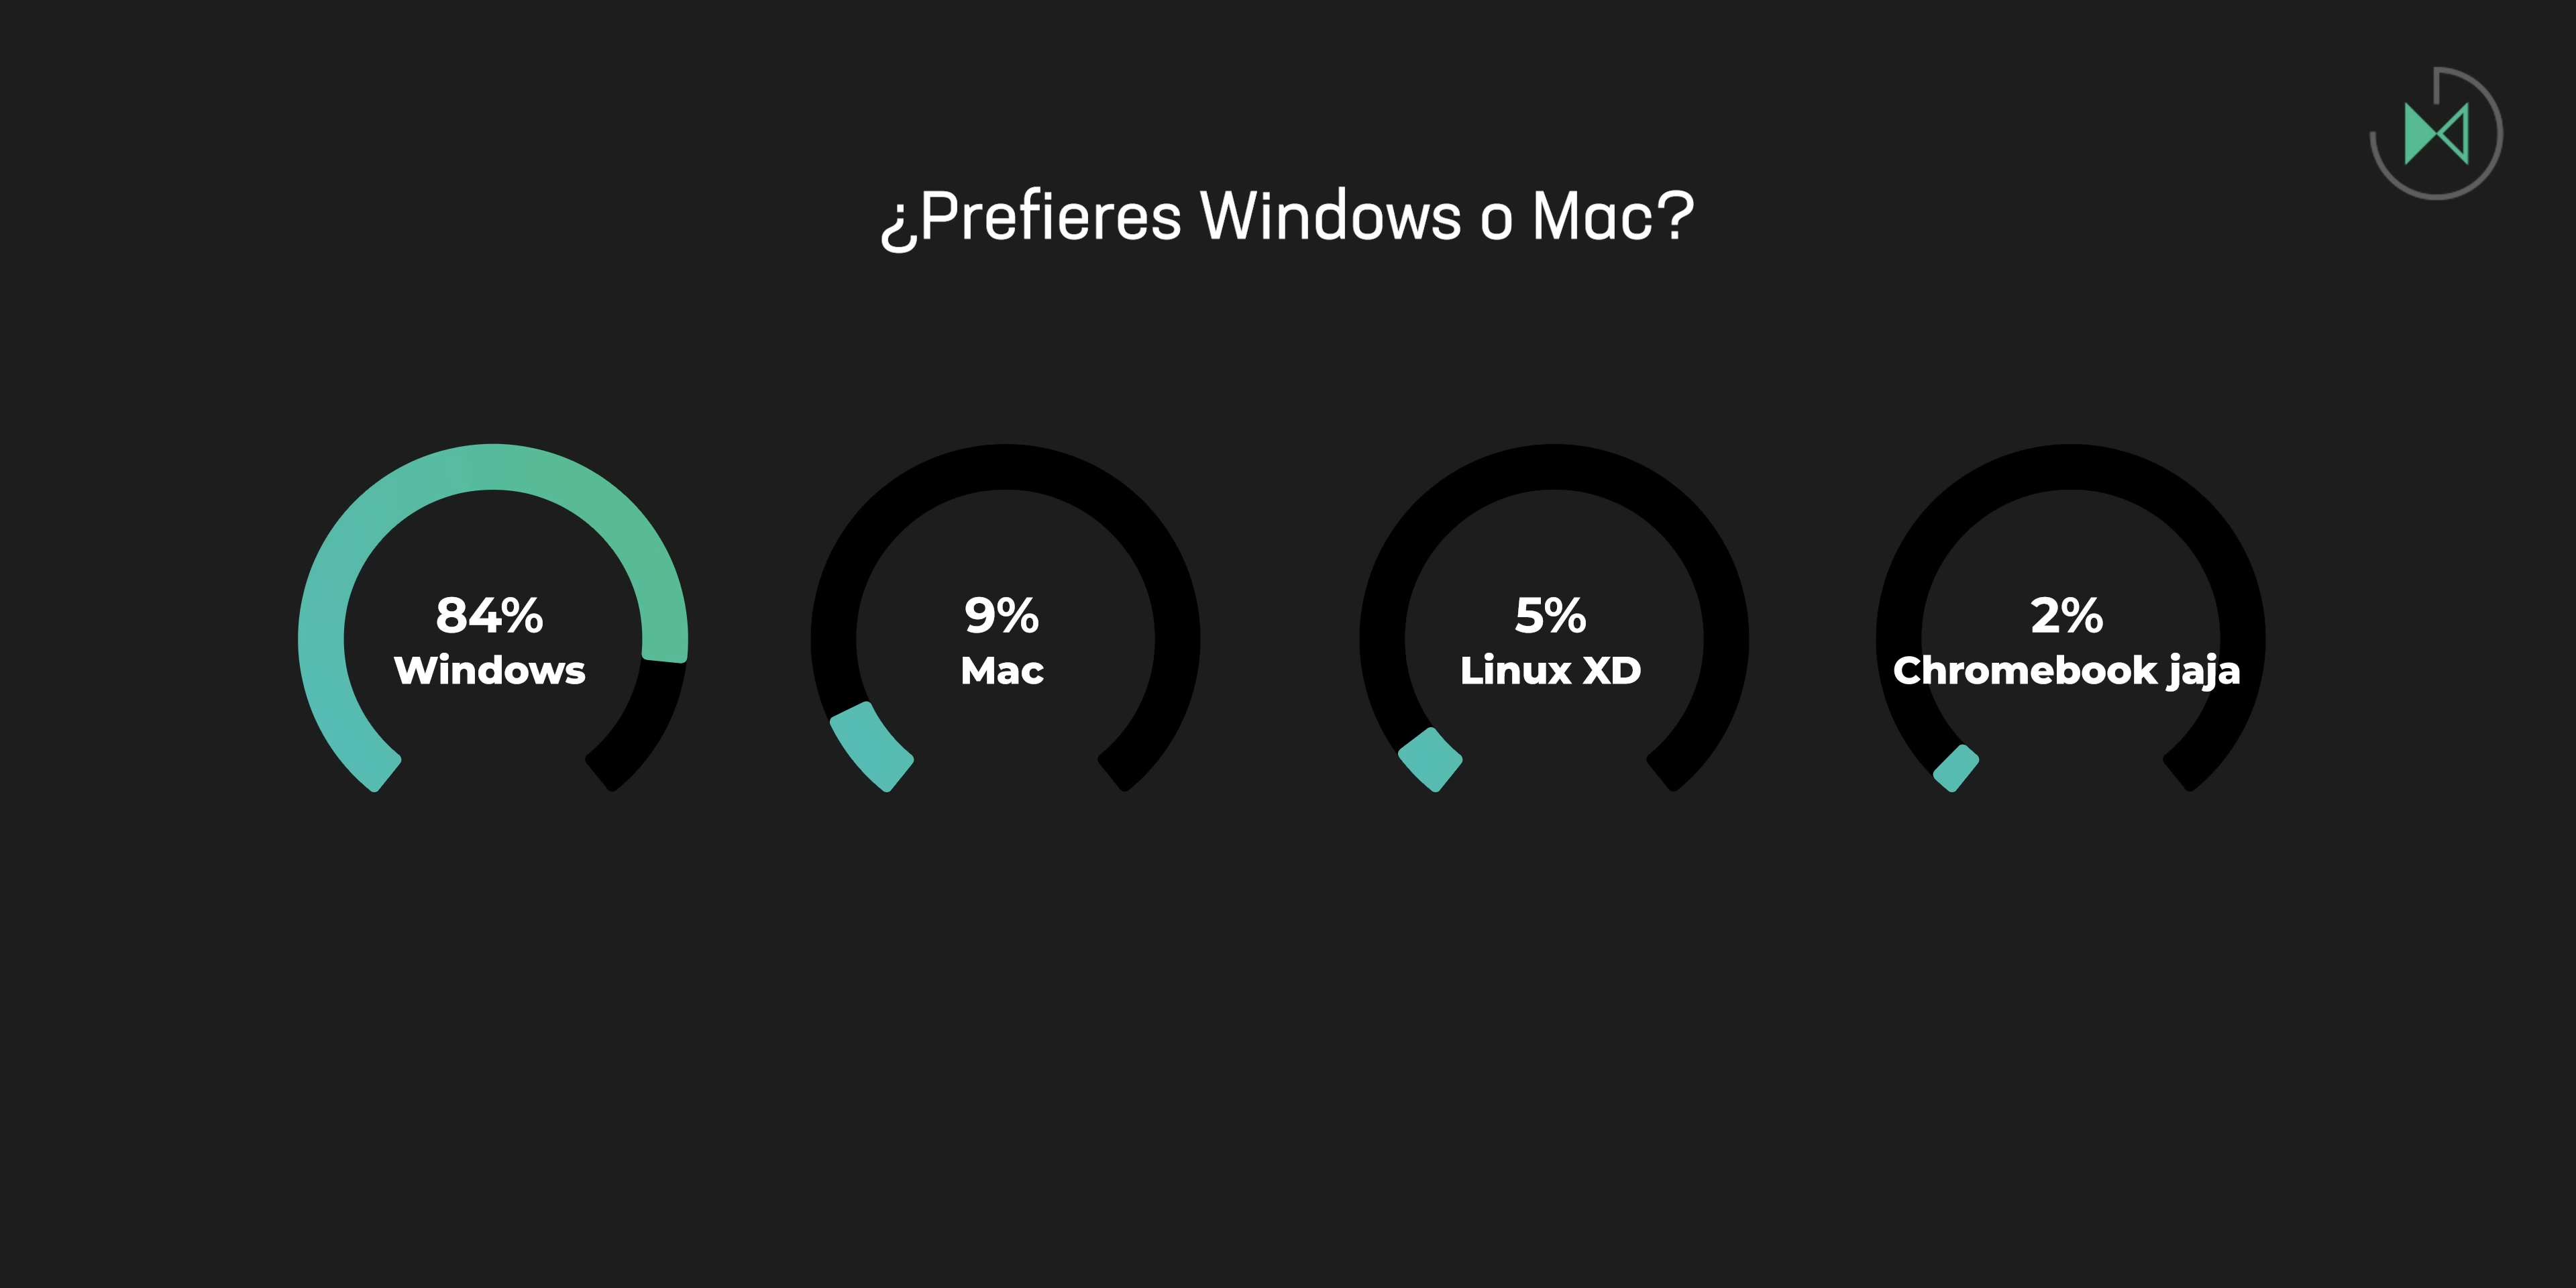 ¿Prefieres Windows o Mac?
84%
Windows
9%
Mac
5%
Linux XD
2%
Chromebook jaja